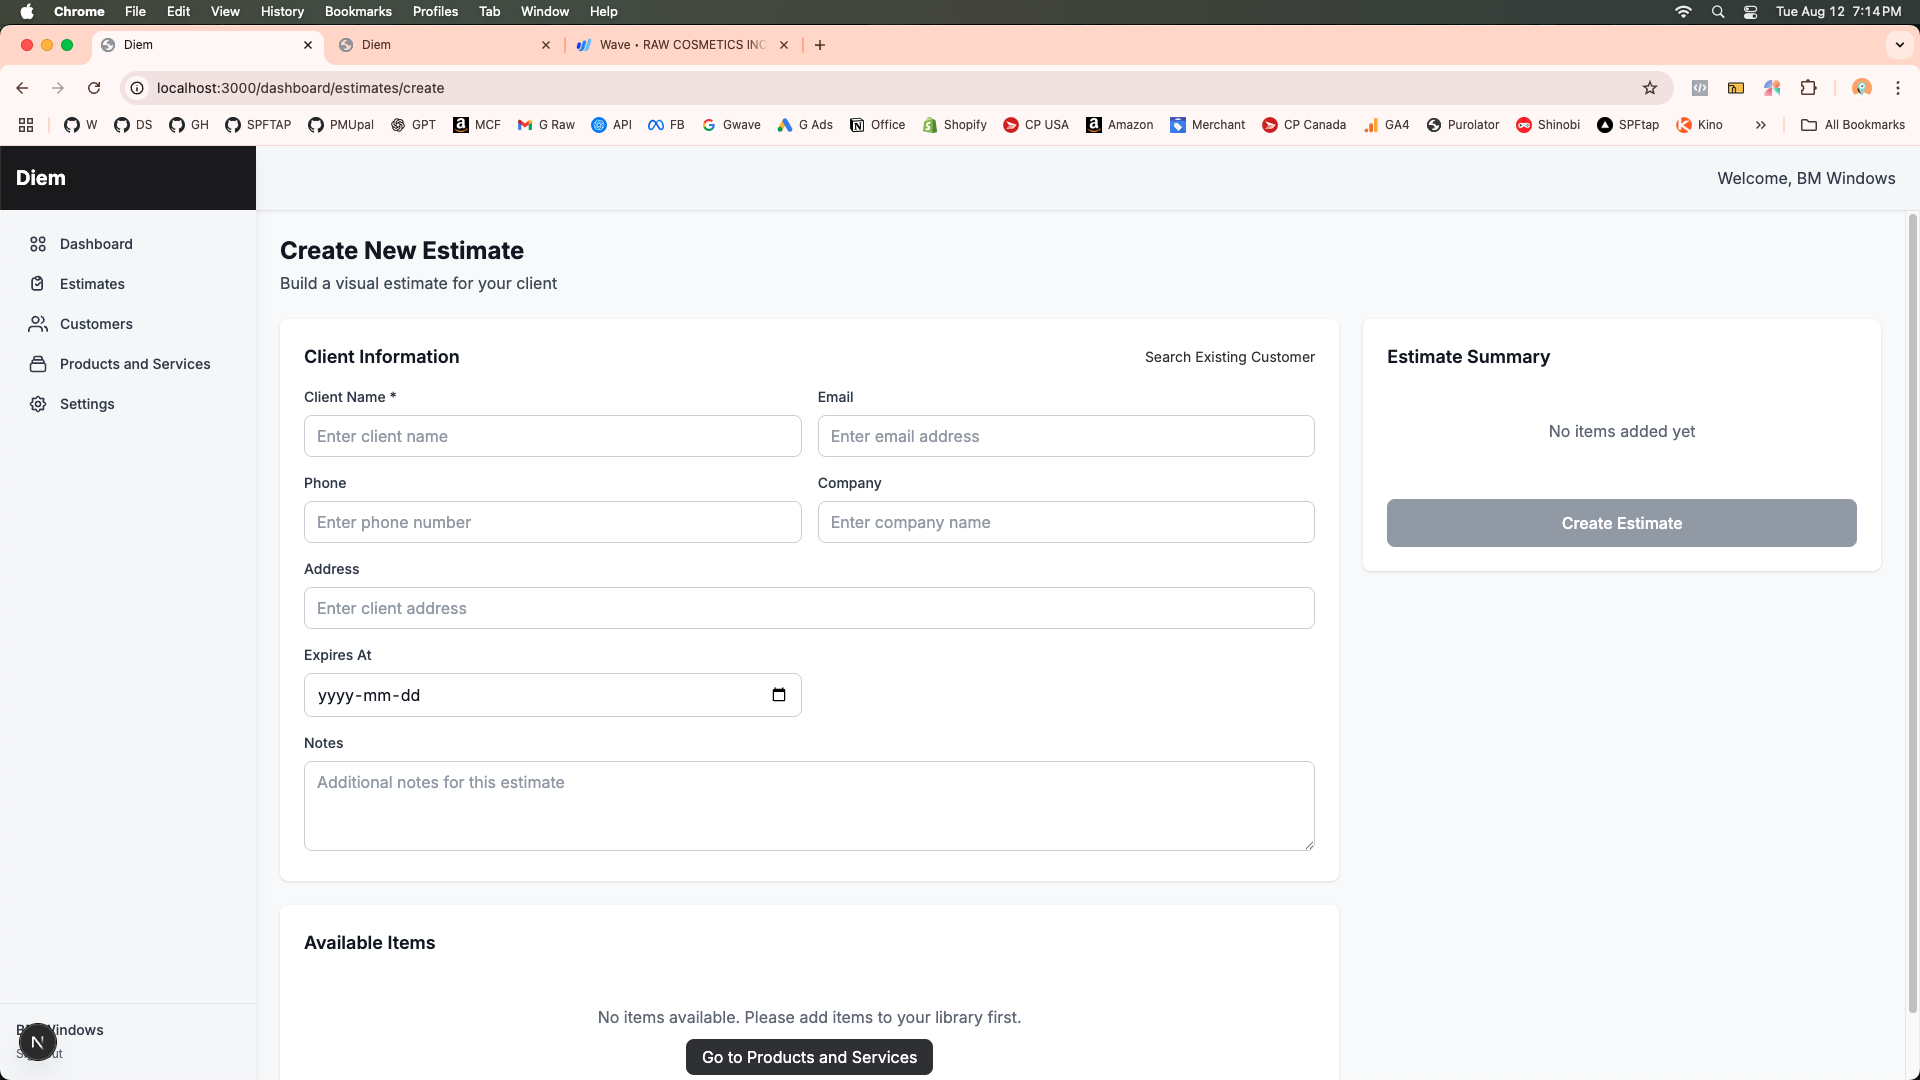 Chrome File Edit View History Bookmarks Profiles Tab Window Help Tue Aug 12 7:14PM
Diem Diem Wave • RAW COSMETICS INC
localhost:3000/dashboard/estimates/create
W DS GH SPFTAP PMUpal GPT MCF G Raw API FB Gwave G Ads Office Shopify CP USA Amazon Merchant CP Canada GA4 Purolator Shinobi SPFtap Kino All Bookmarks
Diem
Welcome, BM Windows
Dashboard
Estimates
Customers
Products and Services
Settings
Create New Estimate
Build a visual estimate for your client
Client Information
Search Existing Customer
Client Name *
Email
Enter client name
Enter email address
Phone
Company
Enter phone number
Enter company name
Address
Enter client address
Expires At
yyyy-mm-dd
Notes
Additional notes for this estimate
Estimate Summary
No items added yet
Create Estimate
Available Items
No items available. Please add items to your library first.
Go to Products and Services
Windows
N